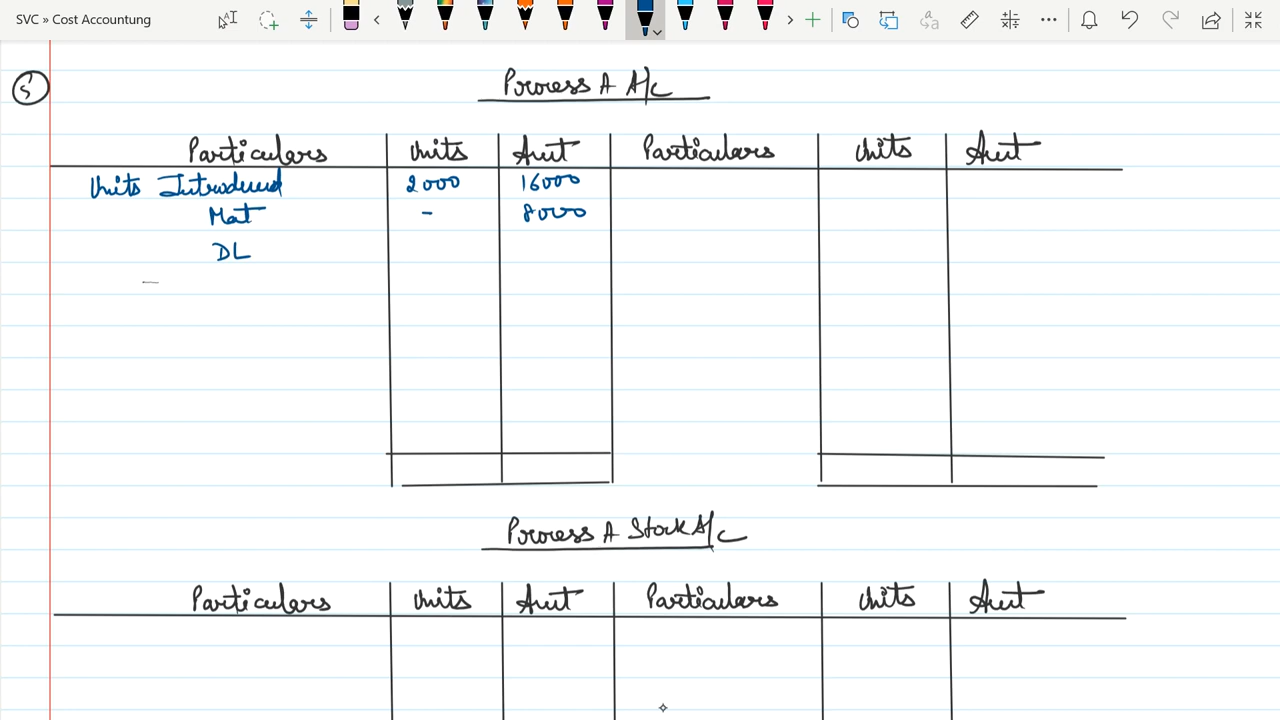 SVC » Cost Accountung
5
Process A A/c
Particulars Units Amt Particulars Units Amt
Units Introduced 2000 16000
Mat - 8000
DL
Process A Stock A/c
Particulars Units Amt Particulars Units Amt